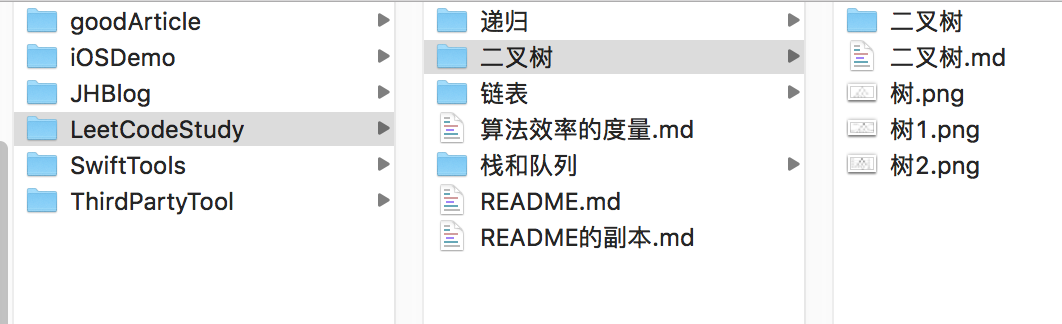 goodArticle
iOSDemo
JHBlog
LeetCodeStudy
SwiftTools
ThirdPartyTool
递归
二叉树
链表
算法效率的度量.md
栈和队列
README.md
README的副本.md
二叉树
二叉树.md
树.png
树1.png
树2.png